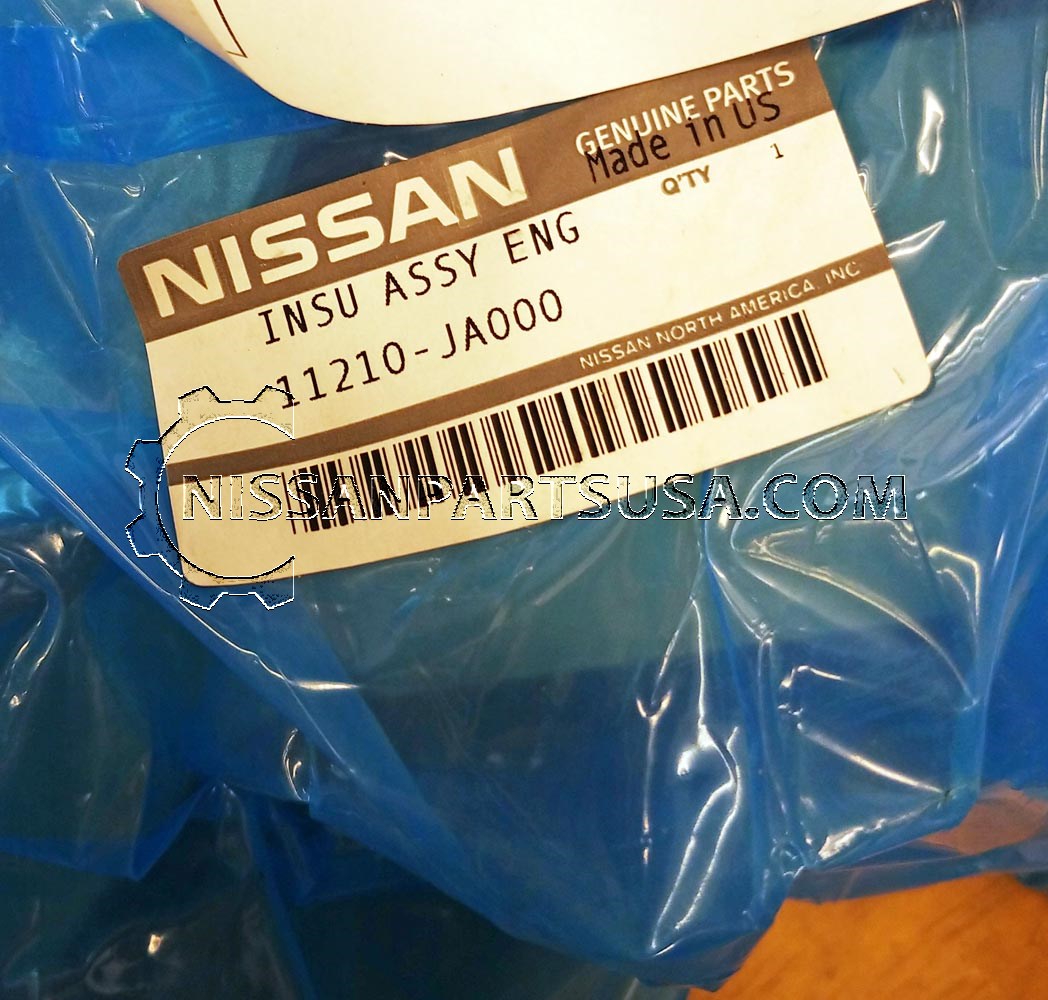 NISSAN
GENUINE PARTS
Made in US
INSU ASSY ENG
Q'TY 1
11210-JA000
NISSAN NORTH AMERICA, INC
NISSANPARTSUSA.COM